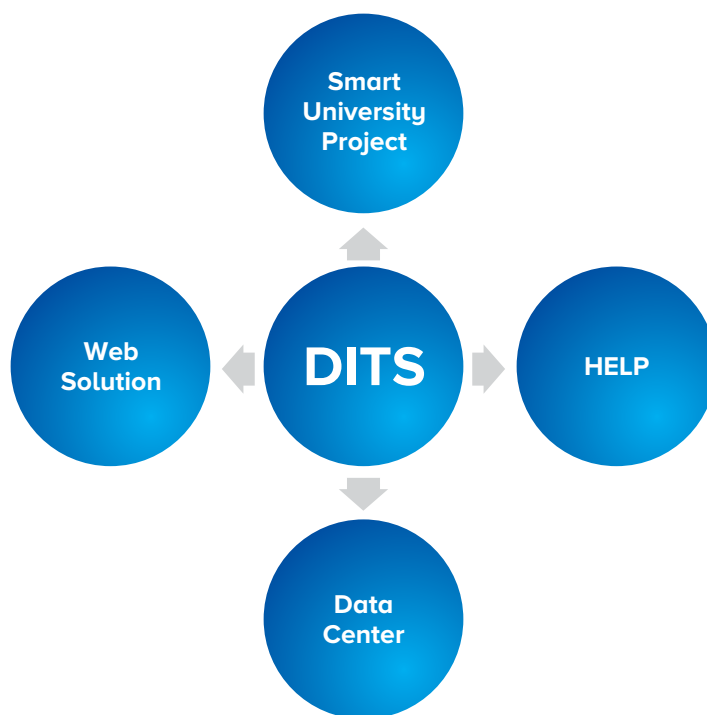 Smart
University
Project
Web
Solution
DITS
HELP
Data
Center